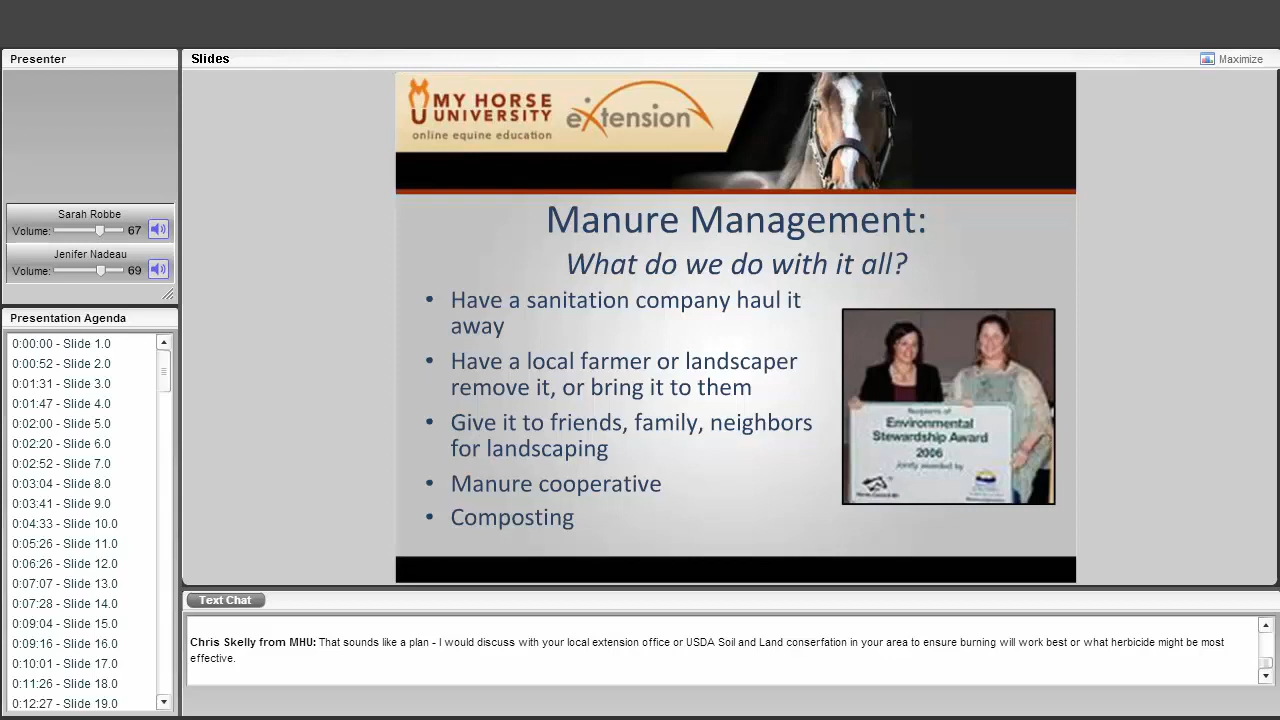 Presenter
Sarah Robbe
Volume: 67
Jenifer Nadeau
Volume: 69
Presentation Agenda
0:00:00 - Slide 1.0
0:00:52 - Slide 2.0
0:01:31 - Slide 3.0
0:01:47 - Slide 4.0
0:02:00 - Slide 5.0
0:02:20 - Slide 6.0
0:02:52 - Slide 7.0
0:03:04 - Slide 8.0
0:03:41 - Slide 9.0
0:04:33 - Slide 10.0
0:05:26 - Slide 11.0
0:06:26 - Slide 12.0
0:07:07 - Slide 13.0
0:07:28 - Slide 14.0
0:09:04 - Slide 15.0
0:09:16 - Slide 16.0
0:10:01 - Slide 17.0
0:11:26 - Slide 18.0
0:12:27 - Slide 19.0
Slides
Maximize
MY HORSE
UNIVERSITY
online equine education
eXtension
Manure Management:
What do we do with it all?
• Have a sanitation company haul it
away
• Have a local farmer or landscaper
remove it, or bring it to them
• Give it to friends, family, neighbors
for landscaping
• Manure cooperative
• Composting
Recipients of
Environmental
Stewardship Award
2006
Jointly awarded by
Text Chat
Chris Skelly from MHU: That sounds like a plan - I would discuss with your local extension office or USDA Soil and Land conserfation in your area to ensure burning will work best or what herbicide might be most
effective.